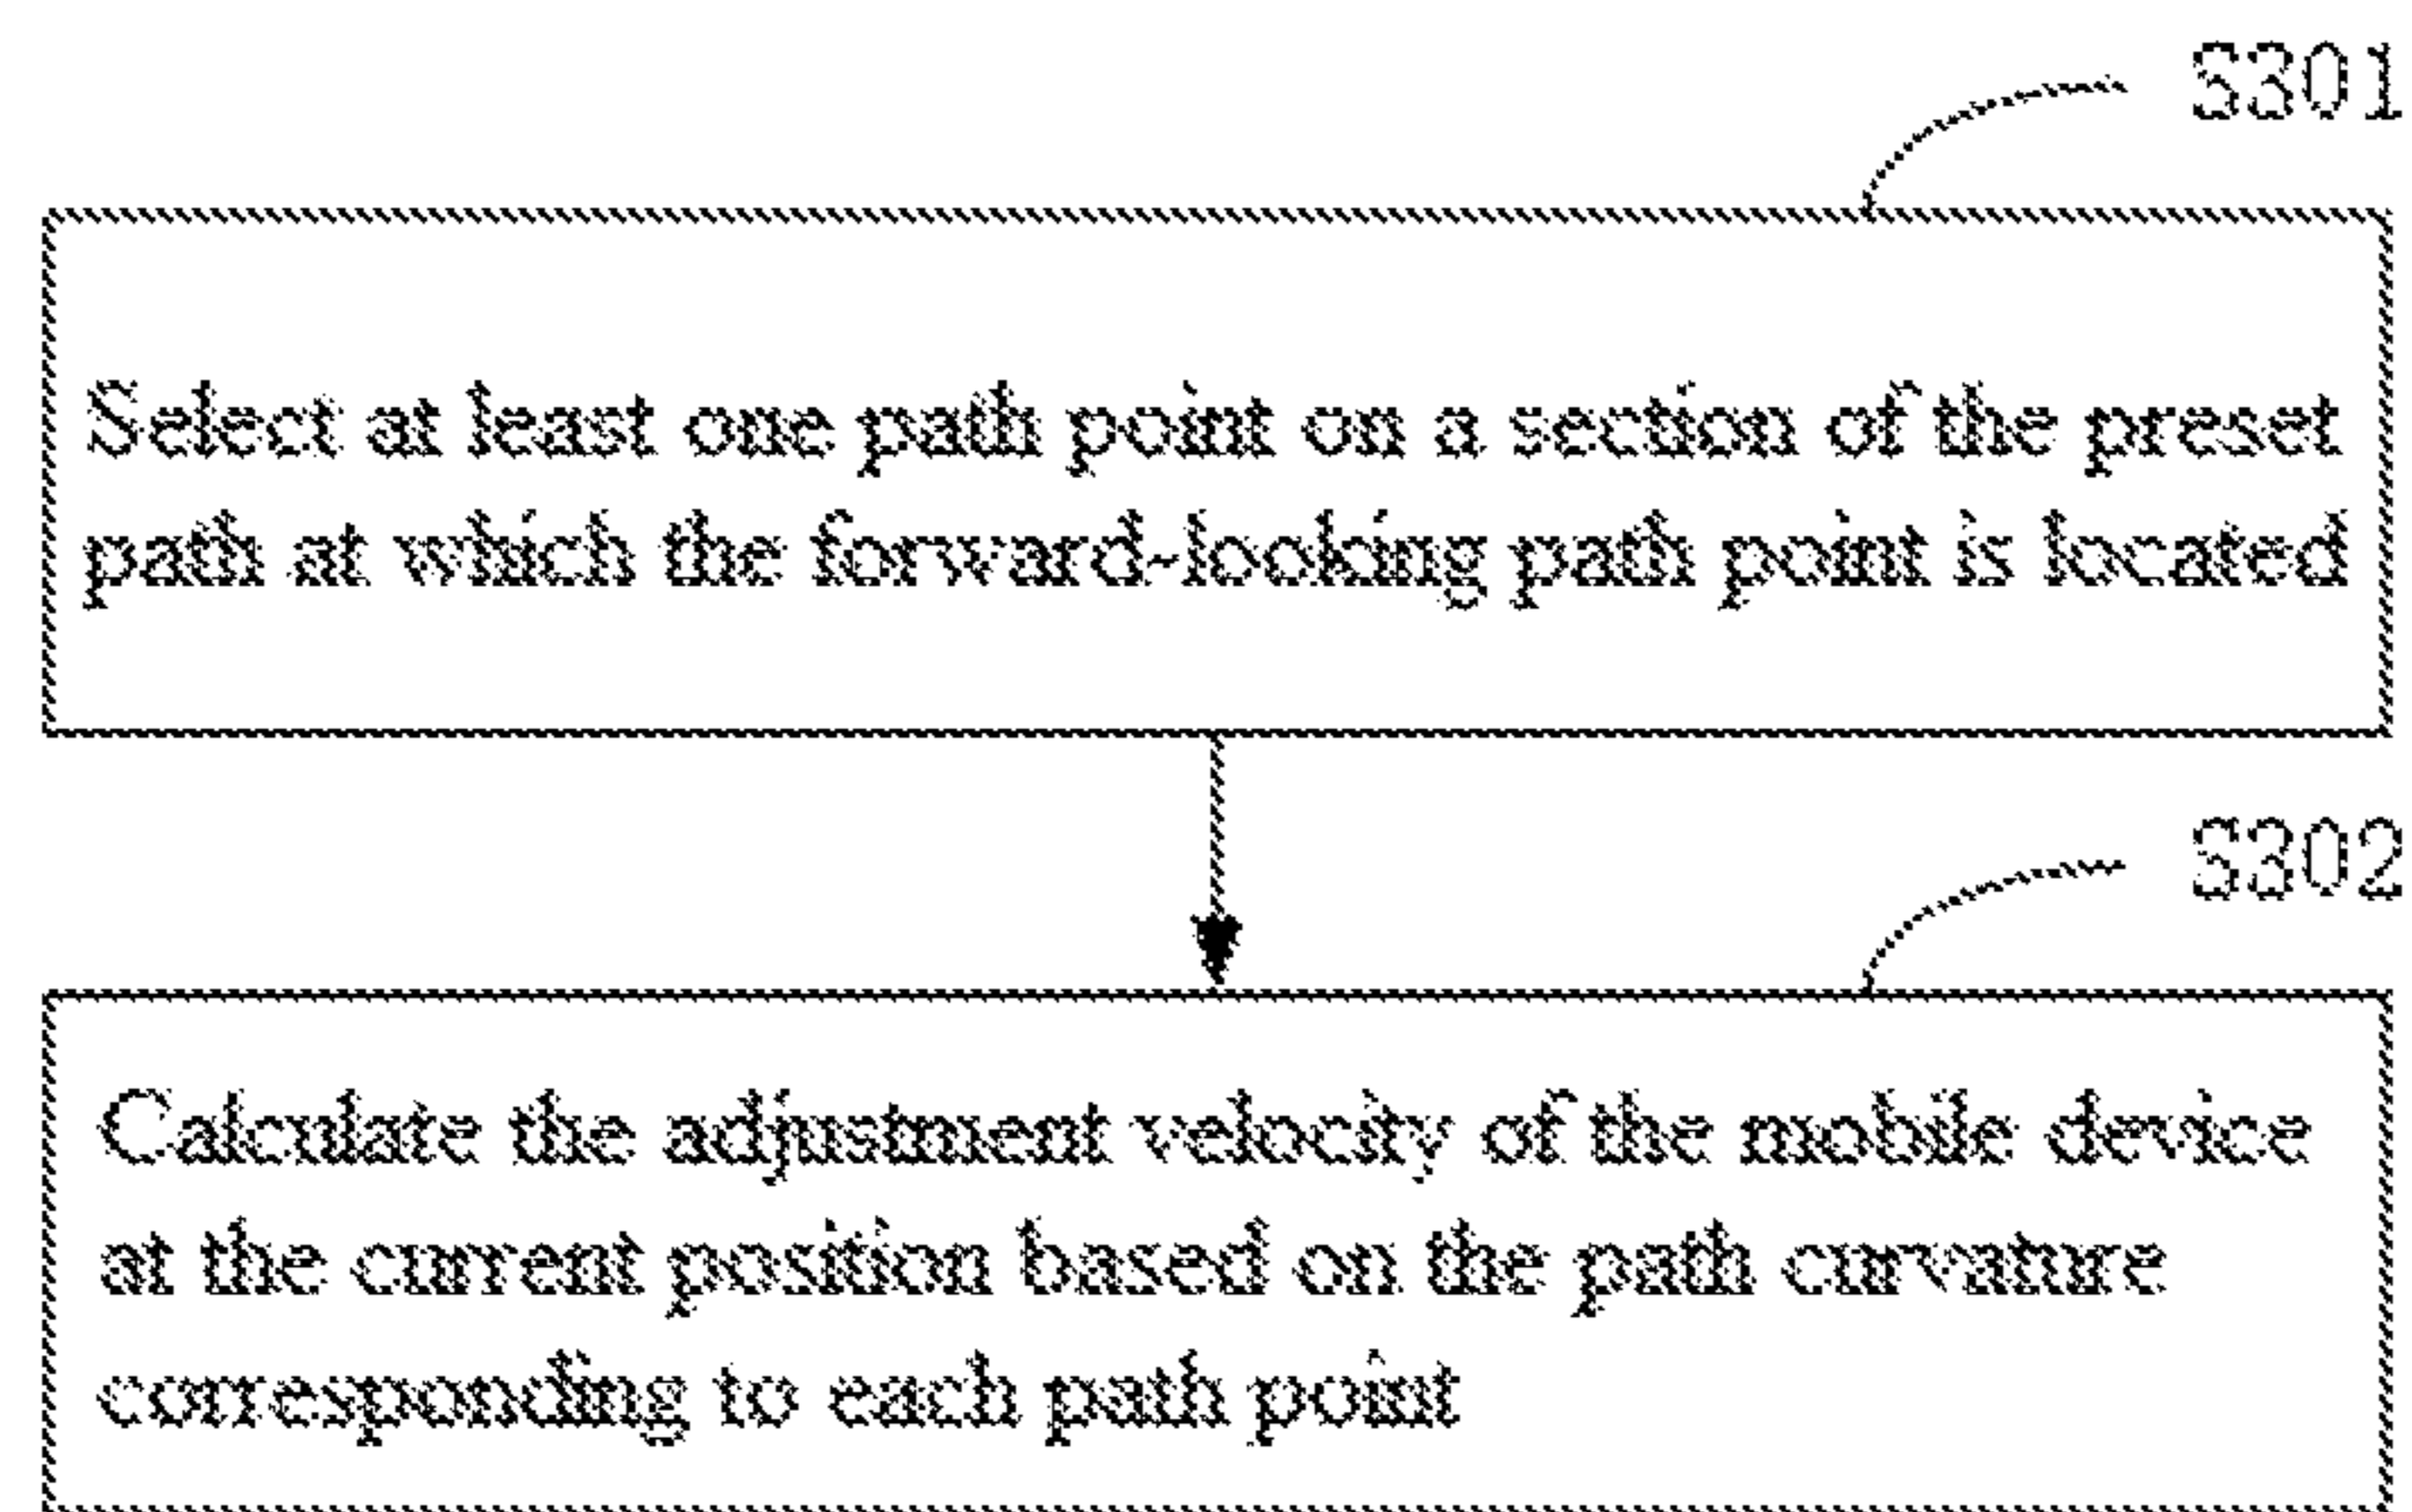 S301
Select at least one path point on a section of the preset
path at which the forward-looking path point is located
S302
Calculate the adjustment velocity of the mobile device
at the current position based on the path curvature
corresponding to each path point